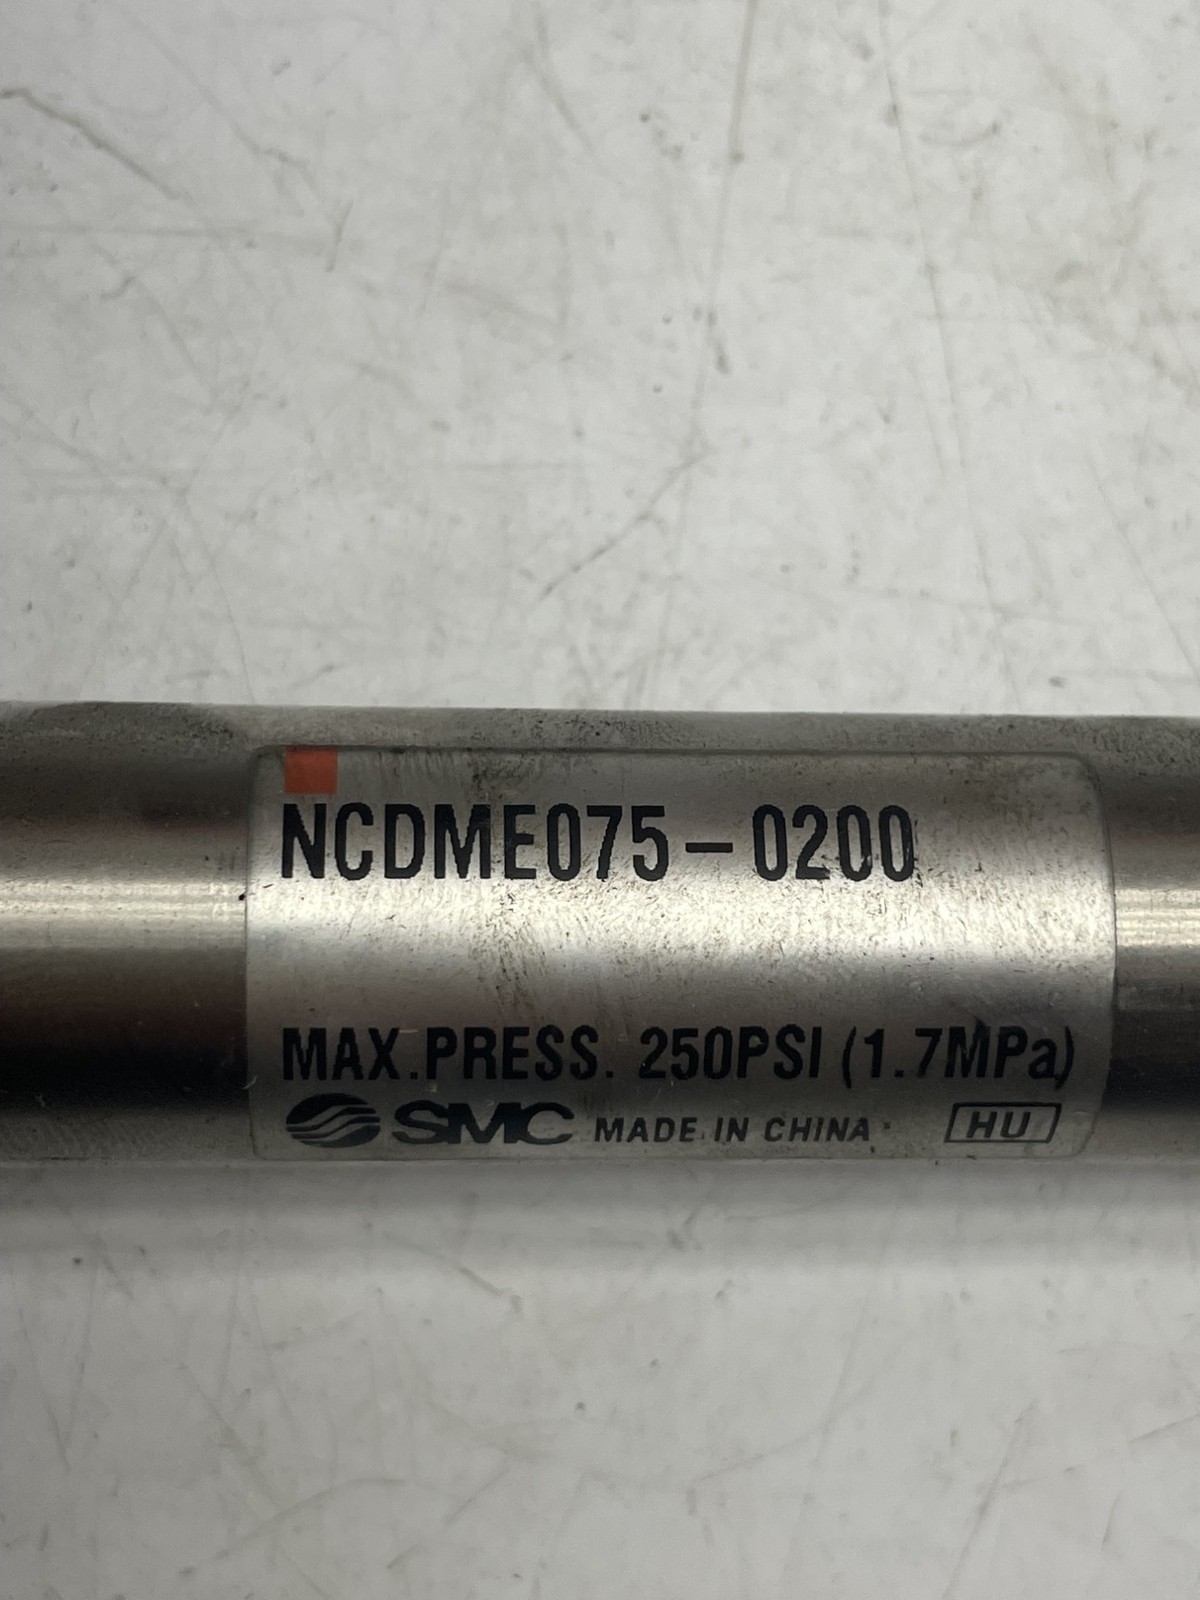 NCDME075-0200
MAX.PRESS. 250PSI (1.7MPa)
SMC MADE IN CHINA HU